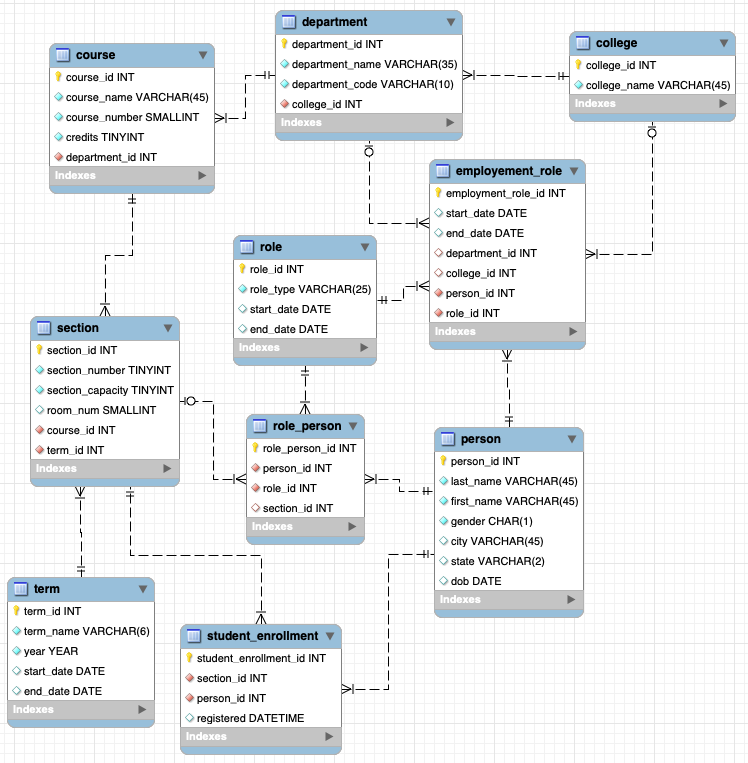 department
department_id INT
department_name VARCHAR(35)
department_code VARCHAR(10)
college_id INT
Indexes
college
college_id INT
college_name VARCHAR(45)
Indexes
course
course_id INT
course_name VARCHAR(45)
course_number SMALLINT
credits TINYINT
department_id INT
Indexes
employement_role
employment_role_id INT
start_date DATE
end_date DATE
department_id INT
college_id INT
person_id INT
role_id INT
Indexes
role
role_id INT
role_type VARCHAR(25)
start_date DATE
end_date DATE
Indexes
section
section_id INT
section_number TINYINT
section_capacity TINYINT
room_num SMALLINT
course_id INT
term_id INT
Indexes
role_person
role_person_id INT
person_id INT
role_id INT
section_id INT
Indexes
person
person_id INT
last_name VARCHAR(45)
first_name VARCHAR(45)
gender CHAR(1)
city VARCHAR(45)
state VARCHAR(2)
dob DATE
Indexes
term
term_id INT
term_name VARCHAR(6)
year YEAR
start_date DATE
end_date DATE
Indexes
student_enrollment
student_enrollment_id INT
section_id INT
person_id INT
registered DATETIME
Indexes